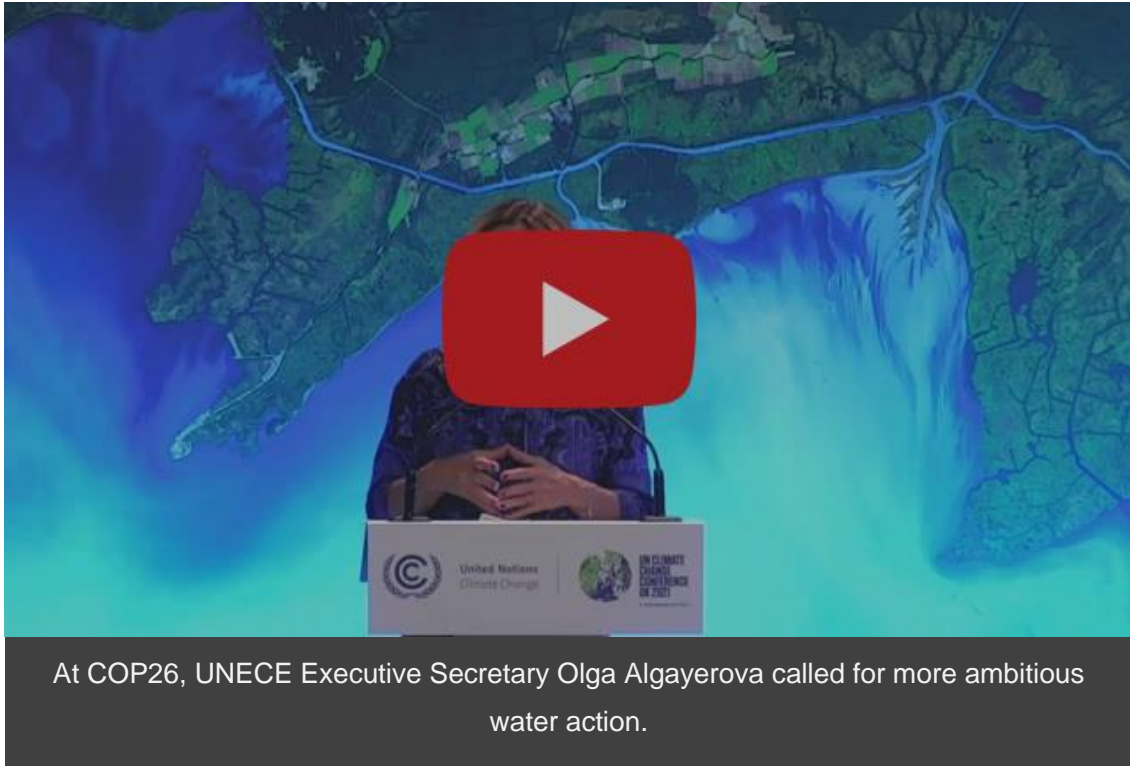 United Nations
Climate Change
UN CLIMATE
CHANGE
CONFERENCE
UK 2021
At COP26, UNECE Executive Secretary Olga Algayerova called for more ambitious
water action.